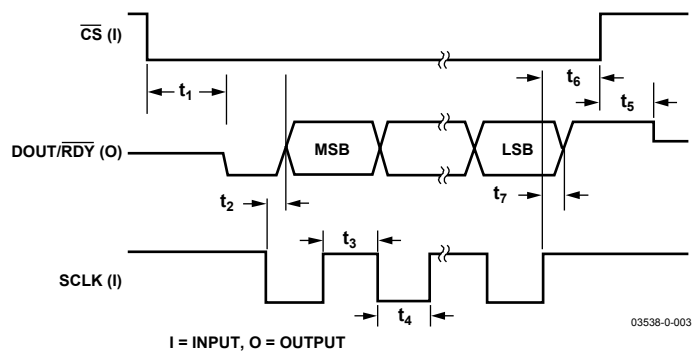 CS (I)
t1
t6
t5
DOUT/RDY (O)
MSB
LSB
t2
t7
t3
SCLK (I)
t4
03538-0-003
I = INPUT, O = OUTPUT